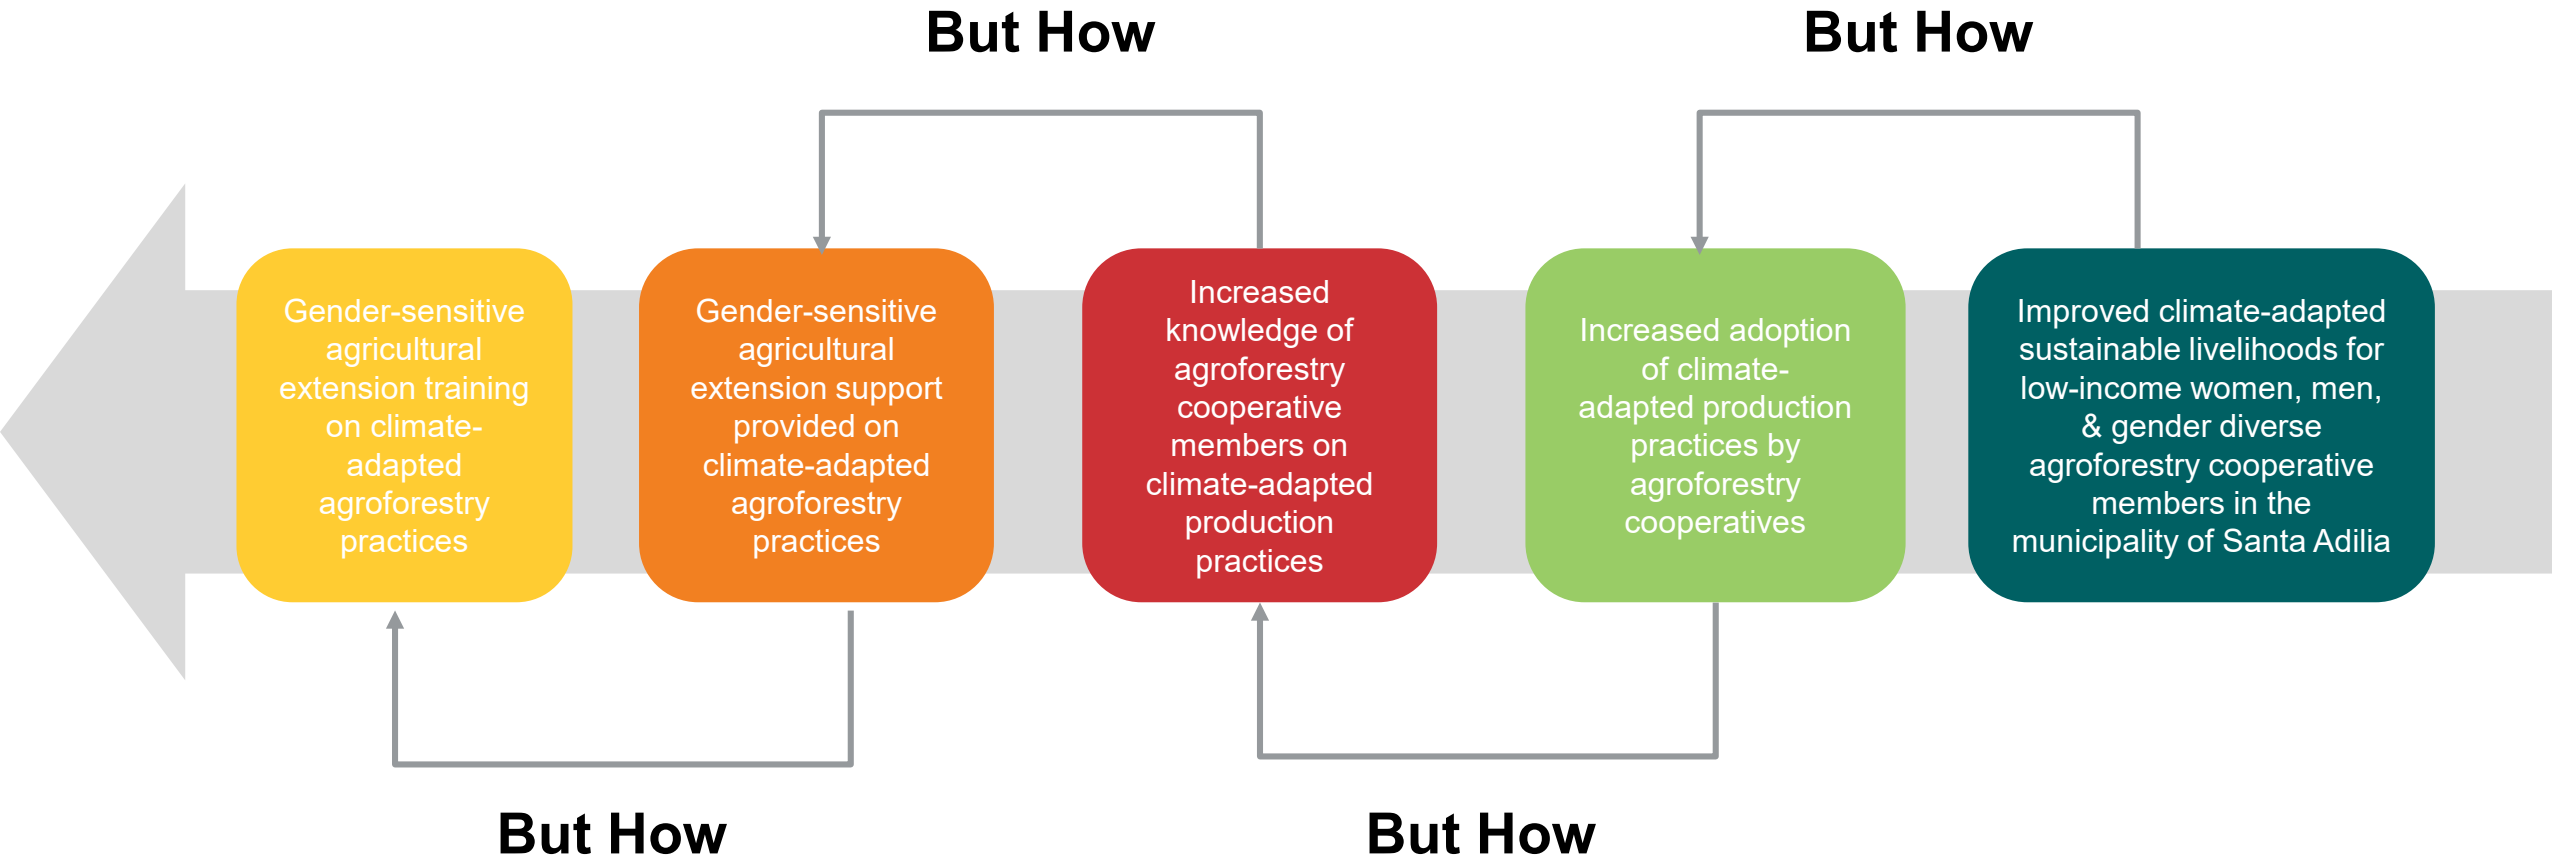 But How
But How
Gender-sensitive
agricultural
extension training
on climate-
adapted
agroforestry
practices
Gender-sensitive
agricultural
extension support
provided on
climate-adapted
agroforestry
practices
Increased
knowledge of
agroforestry
cooperative
members on
climate-adapted
production
practices
Increased adoption
of climate-
adapted production
practices by
agroforestry
cooperatives
Improved climate-adapted
sustainable livelihoods for
low-income women, men,
& gender diverse
agroforestry cooperative
members in the
municipality of Santa Adilia
But How
But How